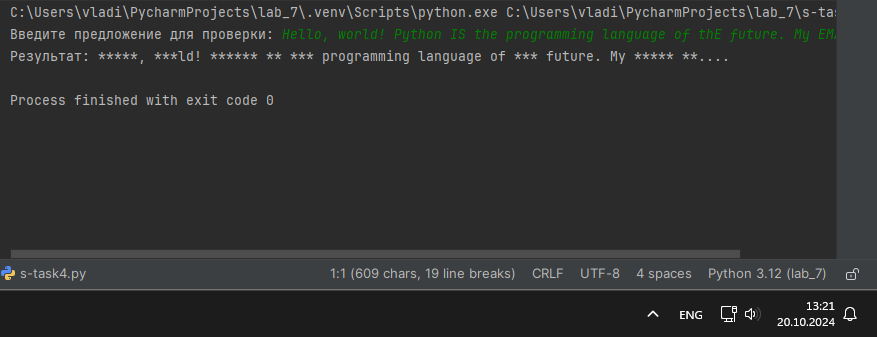 C:\Users\vladi\PycharmProjects\lab_7\.venv\Scripts\python.exe C:\Users\vladi\PycharmProjects\lab_7\s-tas
Введите предложение для проверки: Hello, world! Python IS the programming language of thE future. My EMA
Результат: *****, ***ld! ****** ** *** programming language of *** future. My ***** **....
Process finished with exit code 0
s-task4.py 1:1 (609 chars, 19 line breaks) CRLF UTF-8 4 spaces Python 3.12 (lab_7)
ENG 13:21
20.10.2024